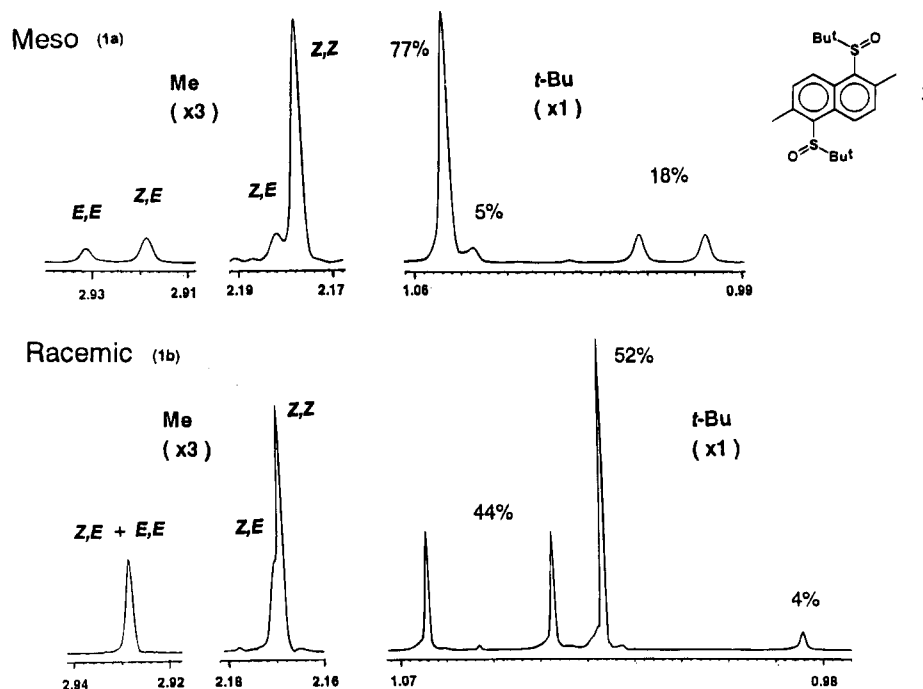 Meso (1a)
Me
( x3 )
E,E
Z,E
Z,E
Z,Z
77%
5%
t-Bu
( x1 )
18%
Buᵗ
S
O
O
S
Buᵗ
2.93
2.91
2.19
2.17
1.06
0.99
Racemic (1b)
Me
( x3 )
Z,E + E,E
Z,E
Z,Z
44%
52%
t-Bu
( x1 )
4%
2.94
2.92
2.18
2.16
1.07
0.98